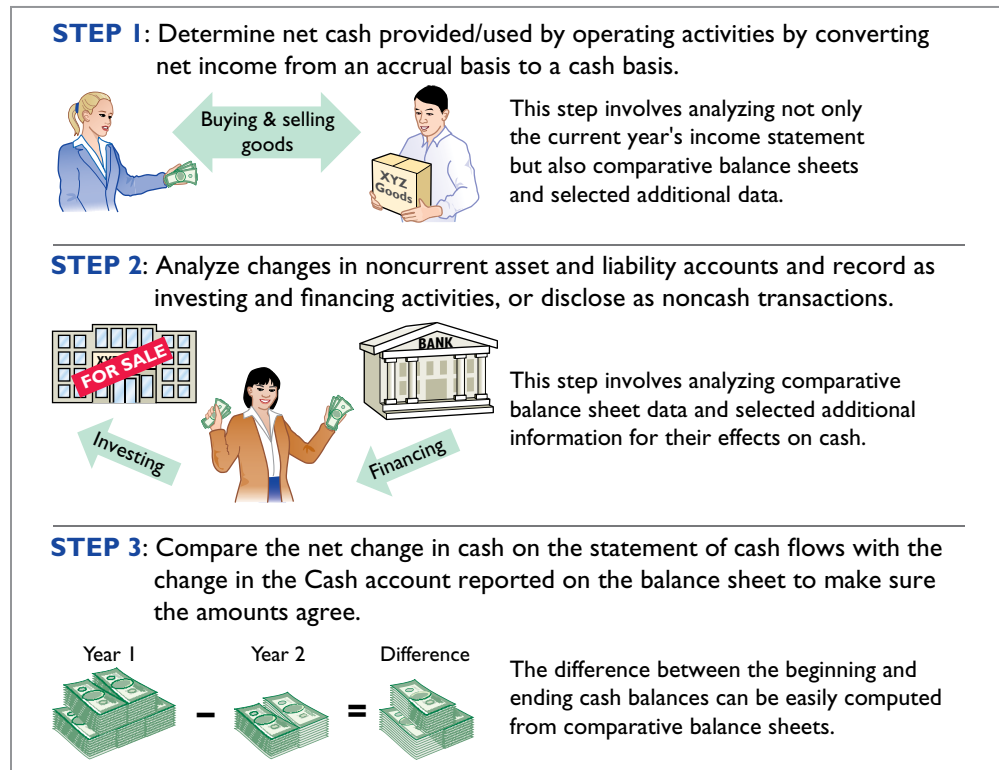 STEP 1: Determine net cash provided/used by operating activities by converting
net income from an accrual basis to a cash basis.
Buying & selling
goods
XYZ
Goods
This step involves analyzing not only
the current year's income statement
but also comparative balance sheets
and selected additional data.
STEP 2: Analyze changes in noncurrent asset and liability accounts and record as
investing and financing activities, or disclose as noncash transactions.
FOR SALE
BANK
Investing
Financing
This step involves analyzing comparative
balance sheet data and selected additional
information for their effects on cash.
STEP 3: Compare the net change in cash on the statement of cash flows with the
change in the Cash account reported on the balance sheet to make sure
the amounts agree.
Year 1
Year 2
Difference
–
=
The difference between the beginning and
ending cash balances can be easily computed
from comparative balance sheets.